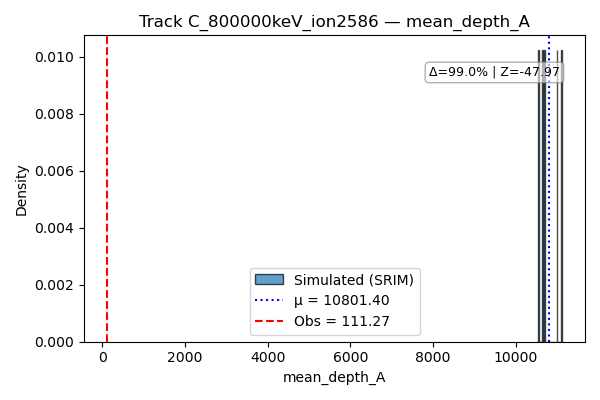 Track C_800000keV_ion2586 — mean_depth_A
0.010
0.008
0.006
0.004
0.002
0.000
Density
Δ=99.0% | Z=-47.97
Simulated (SRIM)
μ = 10801.40
Obs = 111.27
0
2000
4000
6000
8000
10000
mean_depth_A